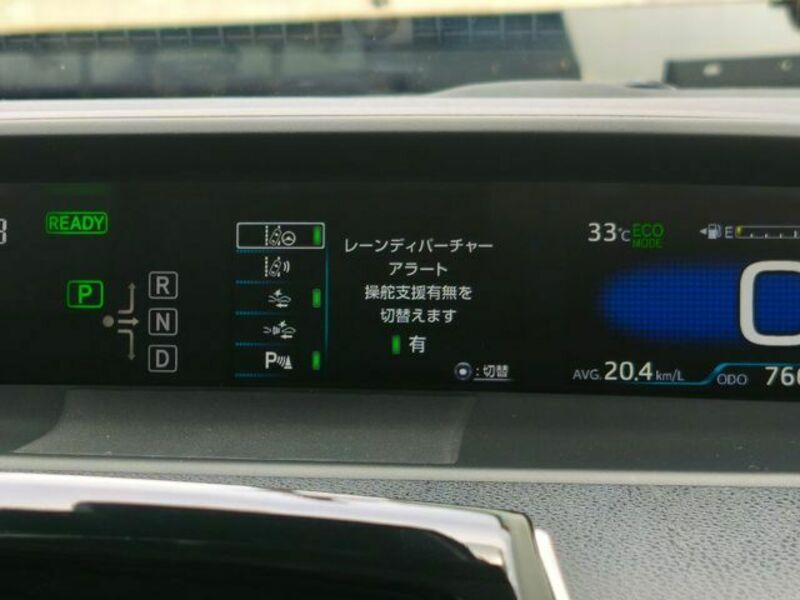 READY
P
R
N
D
P
レーンディパーチャー
アラート
操舵支援有無を
切替えます
有
:切替
33℃
ECO
MODE
E
0
AVG. 20.4 km/L
ODO 760